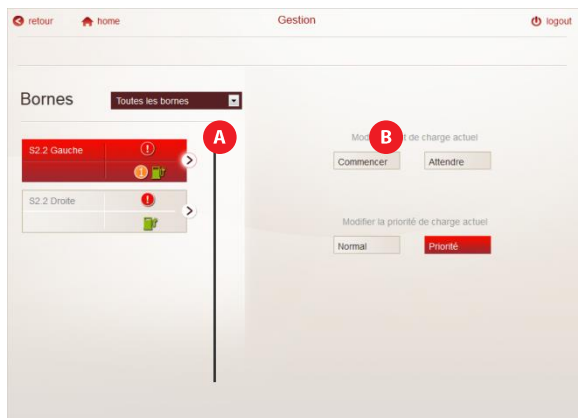 retour home Gestion logout
Bornes Toutes les bornes
A B
Mod t de charge actuel
S2.2 Gauche
Commencer Attendre
S2.2 Droite
Modifier la priorité de charge actuel
Normal Priorité